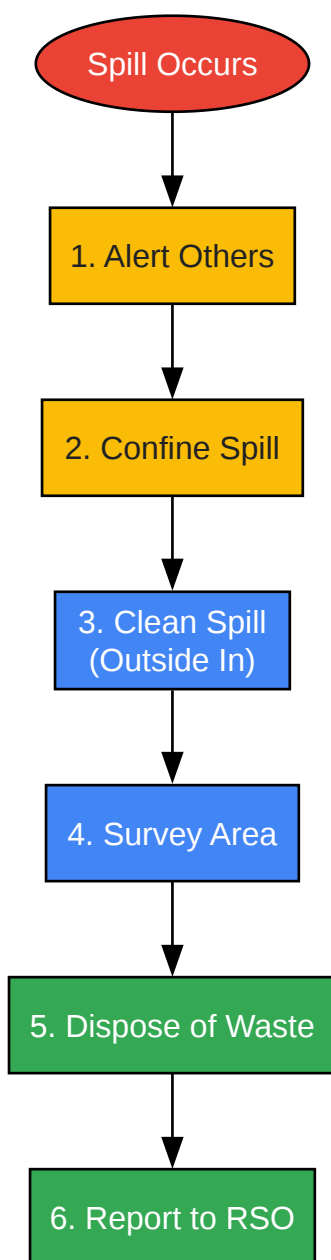 Spill Occurs
1. Alert Others
2. Confine Spill
3. Clean Spill
(Outside In)
4. Survey Area
5. Dispose of Waste
6. Report to RSO